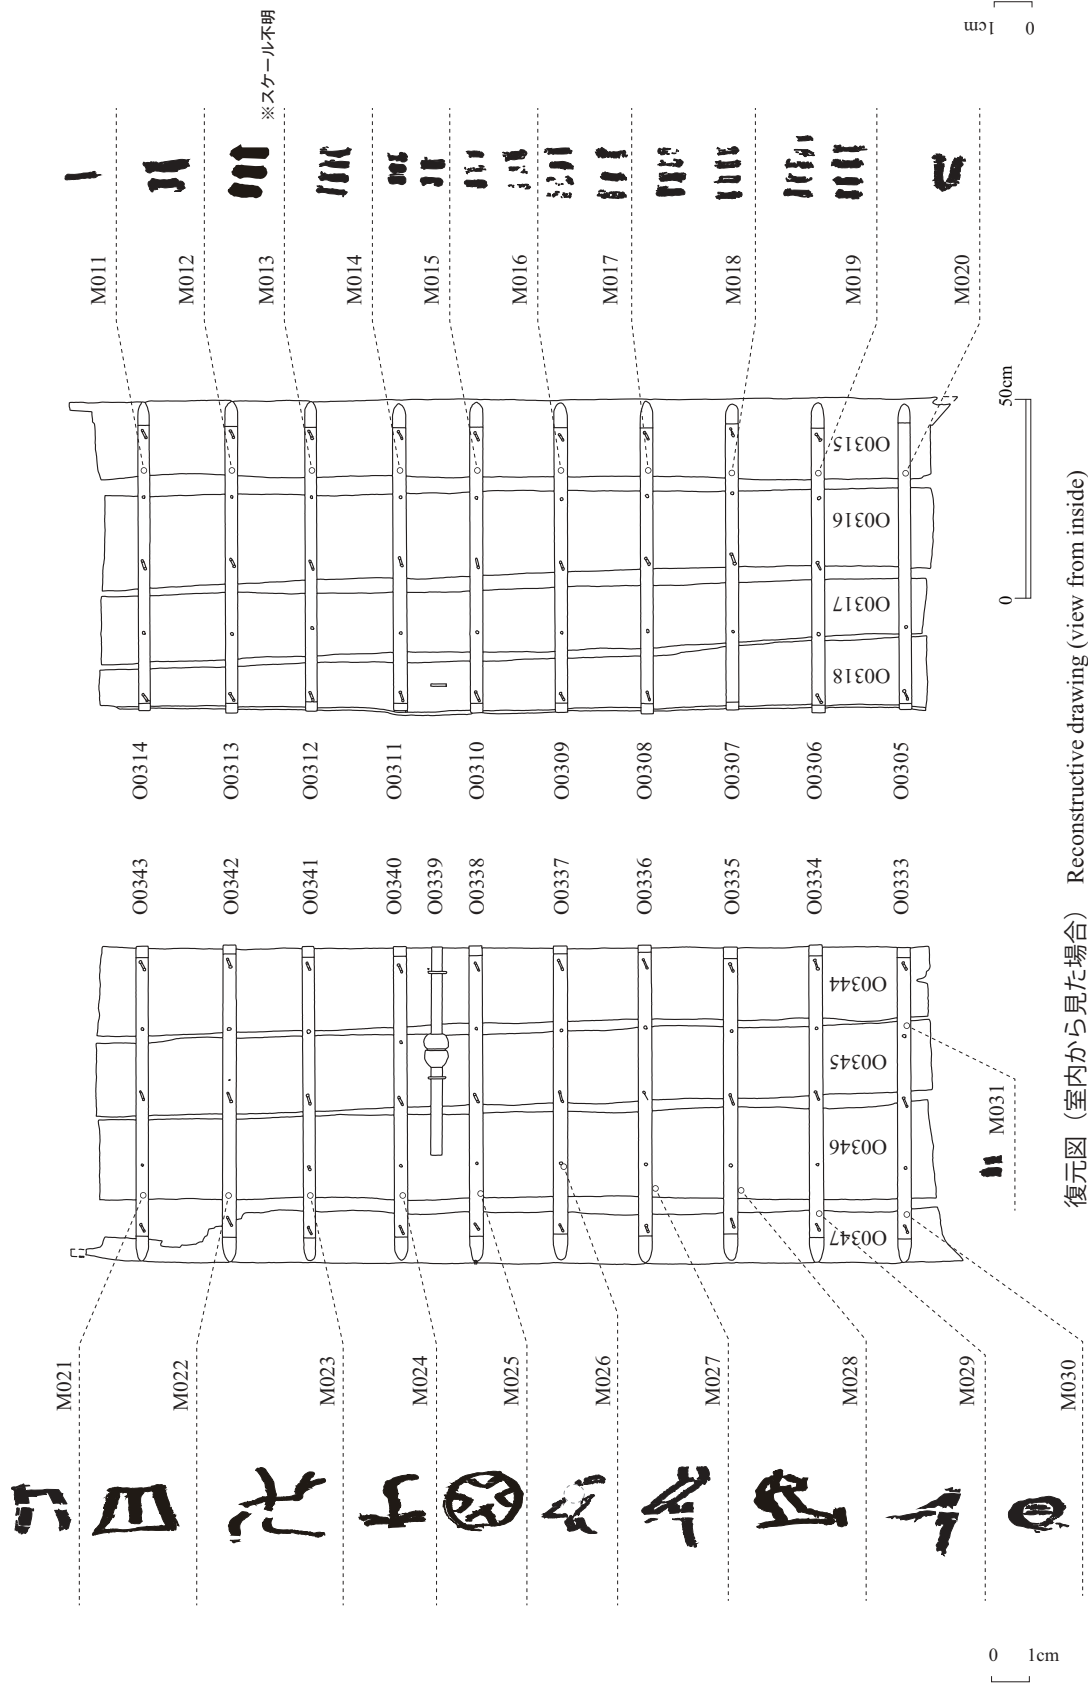 0 1cm
※スケール不明
M011
M012
M013
M014
M015
M016
M017
M018
M019
M020
50cm
0
O0315
O0316
O0317
O0318
O0314
O0313
O0312
O0311
O0310
O0309
O0308
O0307
O0306
O0305
O0343
O0342
O0341
O0340
O0339
O0338
O0337
O0336
O0335
O0334
O0333
O0344
O0345
O0346
O0347
M031
M021
M022
M023
M024
M025
M026
M027
M028
M029
M030
0 1cm
復元図（室内から見た場合） Reconstructive drawing (view from inside)